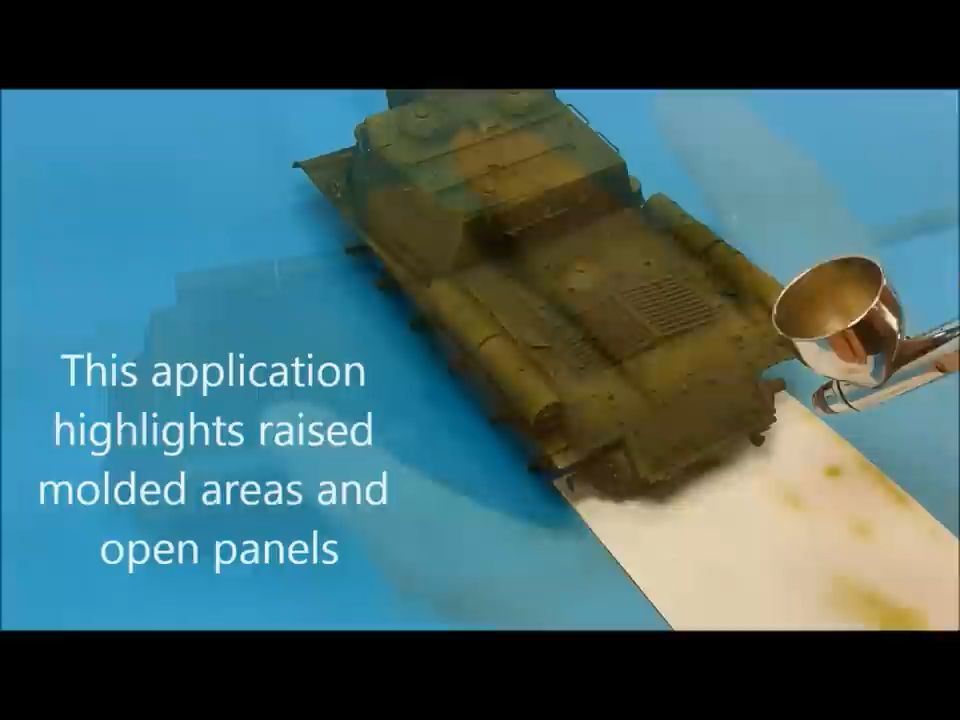 This application
highlights raised
molded areas and
open panels